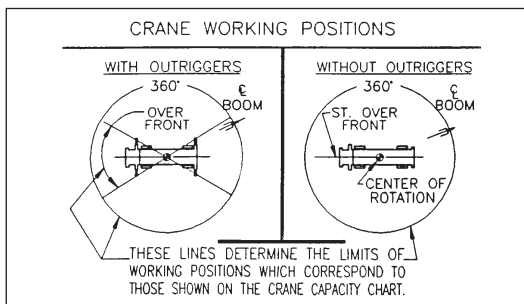 CRANE WORKING POSITIONS
WITH OUTRIGGERS
360°
℄
BOOM
OVER
FRONT
WITHOUT OUTRIGGERS
360°
℄
BOOM
ST. OVER
FRONT
CENTER OF
ROTATION
THESE LINES DETERMINE THE LIMITS OF
WORKING POSITIONS WHICH CORRESPOND TO
THOSE SHOWN ON THE CRANE CAPACITY CHART.